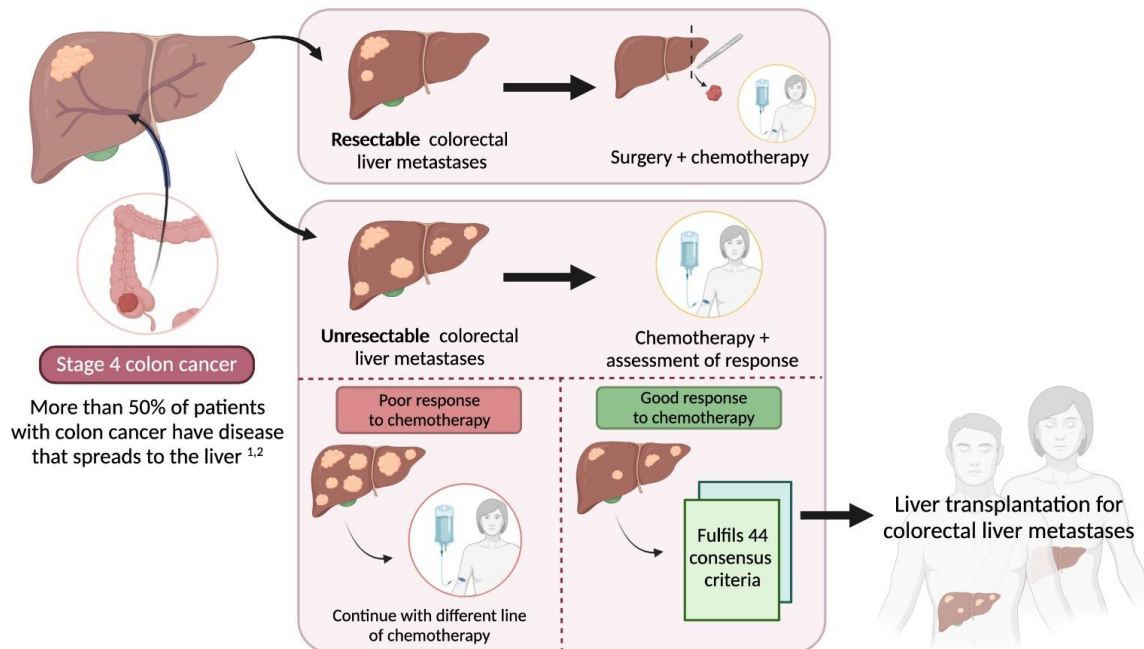 Resectable colorectal
liver metastases
Surgery + chemotherapy
Unresectable colorectal
liver metastases
Chemotherapy +
assessment of response
Stage 4 colon cancer
More than 50% of patients
with colon cancer have disease
that spreads to the liver 1,2
Poor response
to chemotherapy
Good response
to chemotherapy
Continue with different line
of chemotherapy
Fulfils 44
consensus
criteria
Liver transplantation for
colorectal liver metastases